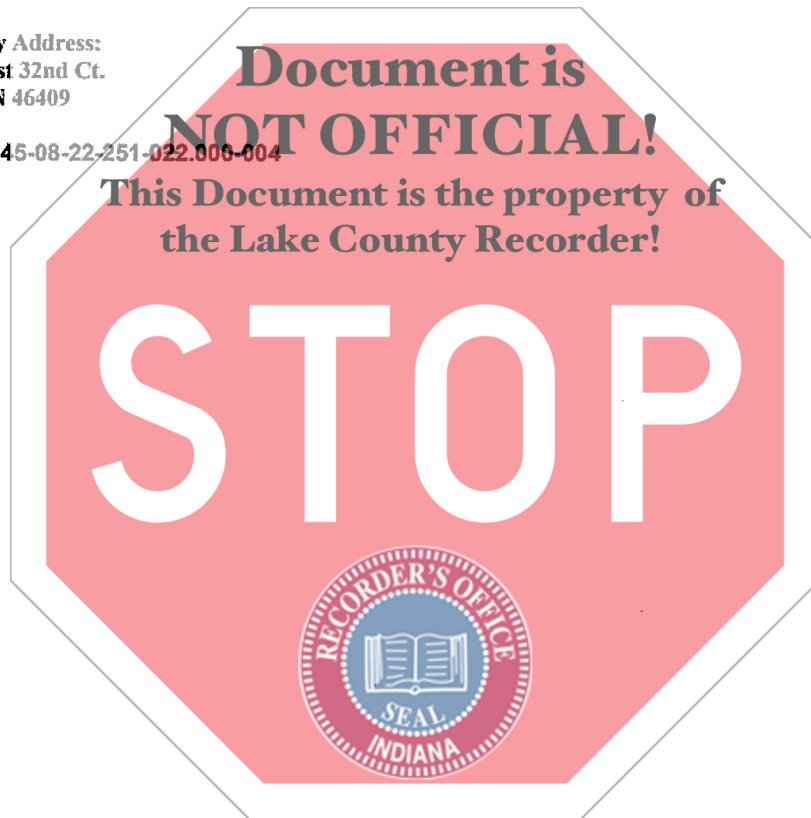 Address:
Document is
32nd Ct.
46409
NOT OFFICIAL!
45-08-22-251-022.000-004
This Document is the property of
the Lake County Recorder!
STOP
RECORDER'S OFFICE
SEAL
INDIANA